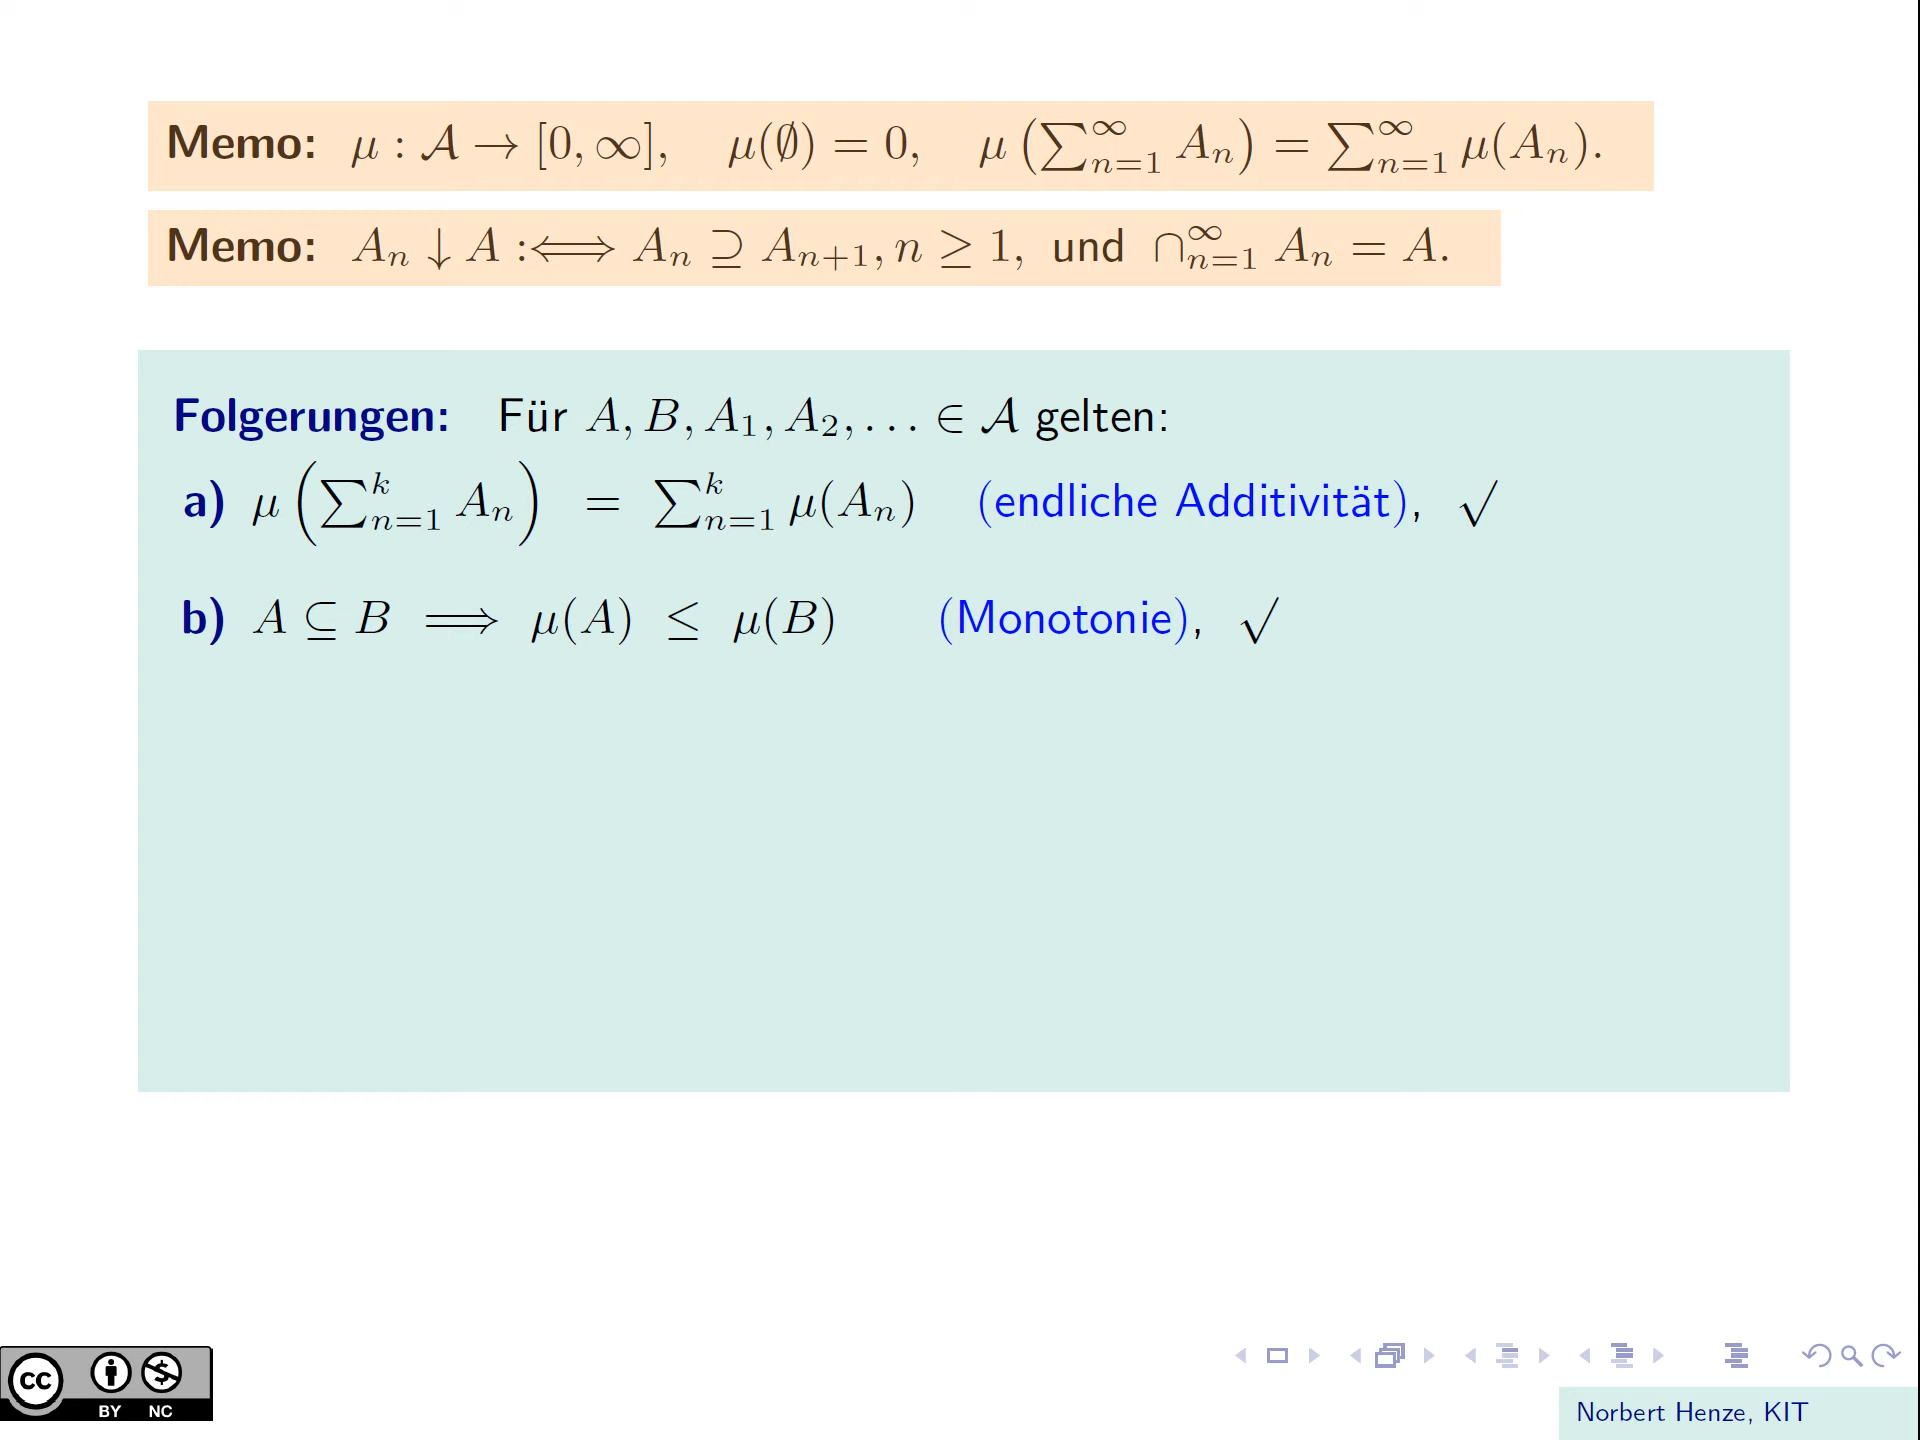 Memo: μ : 𝒜 → [0, ∞], μ(∅) = 0, μ(∑_{n=1}^{∞} A_n) = ∑_{n=1}^{∞} μ(A_n).
Memo: A_n ↓ A :⟺ A_n ⊇ A_{n+1}, n ≥ 1, und ∩_{n=1}^{∞} A_n = A.
Folgerungen: Für A, B, A_1, A_2, ... ∈ 𝒜 gelten:
a) μ(∑_{n=1}^{k} A_n) = ∑_{n=1}^{k} μ(A_n) (endliche Additivität), √
b) A ⊆ B ⟹ μ(A) ≤ μ(B) (Monotonie), √
cc
BY NC
Norbert Henze, KIT